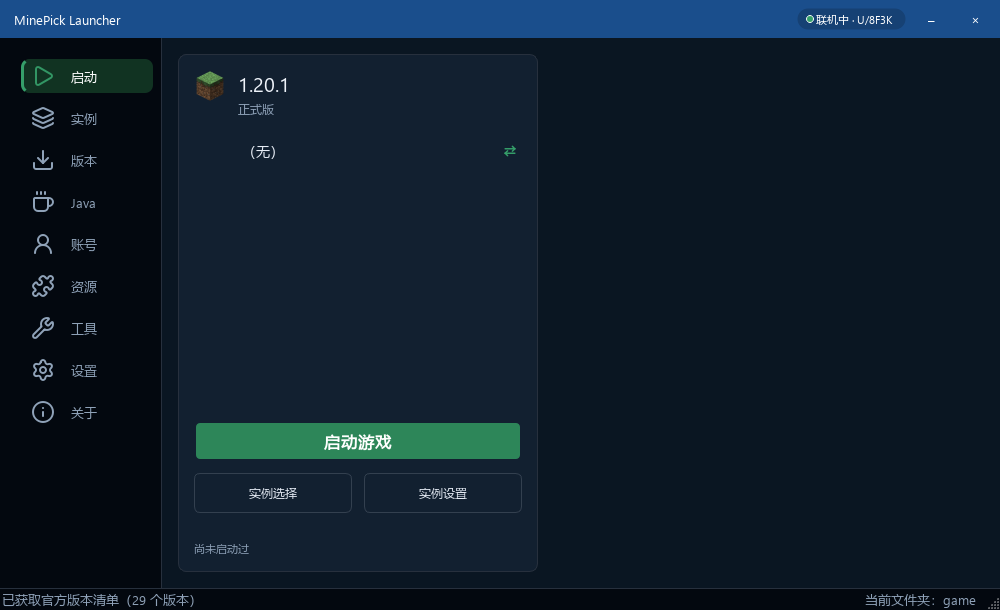 MinePick Launcher
联机中 · U/8F3K
启动
实例
版本
Java
账号
资源
工具
设置
关于
1.20.1
正式版
（无）
启动游戏
实例选择
实例设置
尚未启动过
已获取官方版本清单（29 个版本）
当前文件夹：game